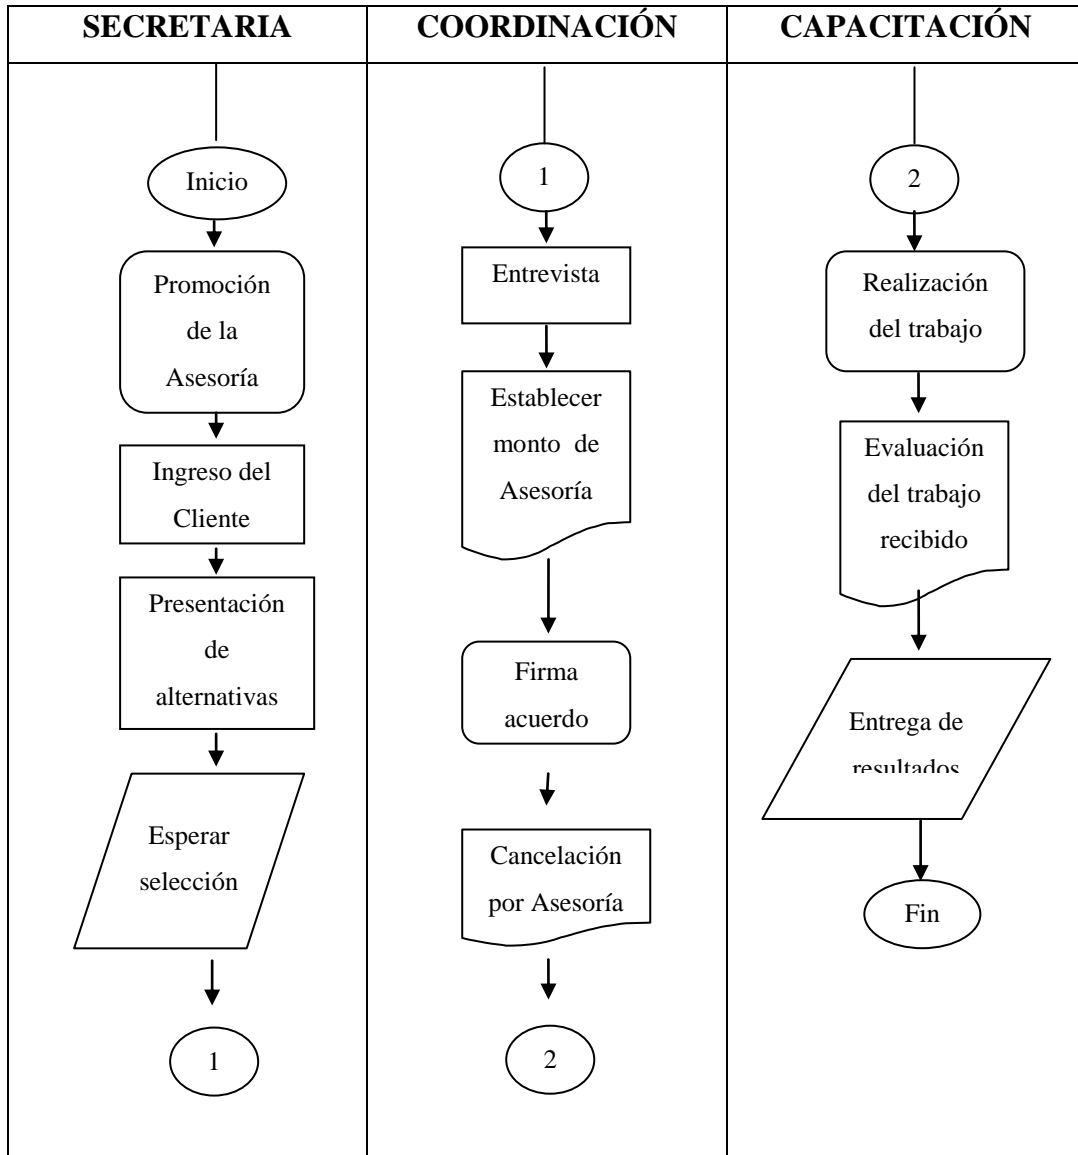 SECRETARIA
COORDINACIÓN
CAPACITACIÓN
Inicio
Promoción
de la
Asesoría
Ingreso del
Cliente
Presentación
de
alternativas
Esperar
selección
1
1
Entrevista
Establecer
monto de
Asesoría
Firma
acuerdo
Cancelación
por Asesoría
2
2
Realización
del trabajo
Evaluación
del trabajo
recibido
Entrega de
resultados
Fin